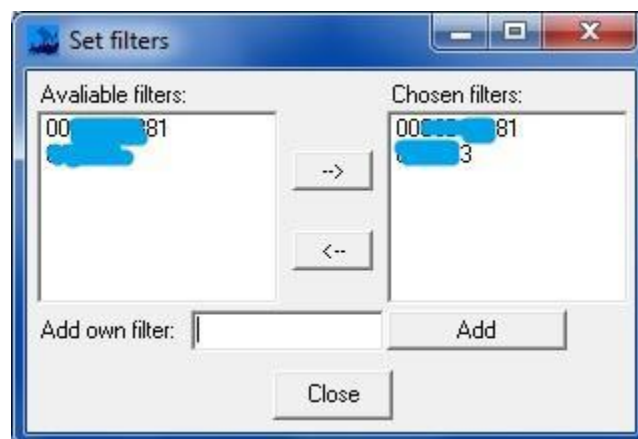 Set filters
Avaliable filters:
Chosen filters:
-->
<--
Add own filter:
Add
Close